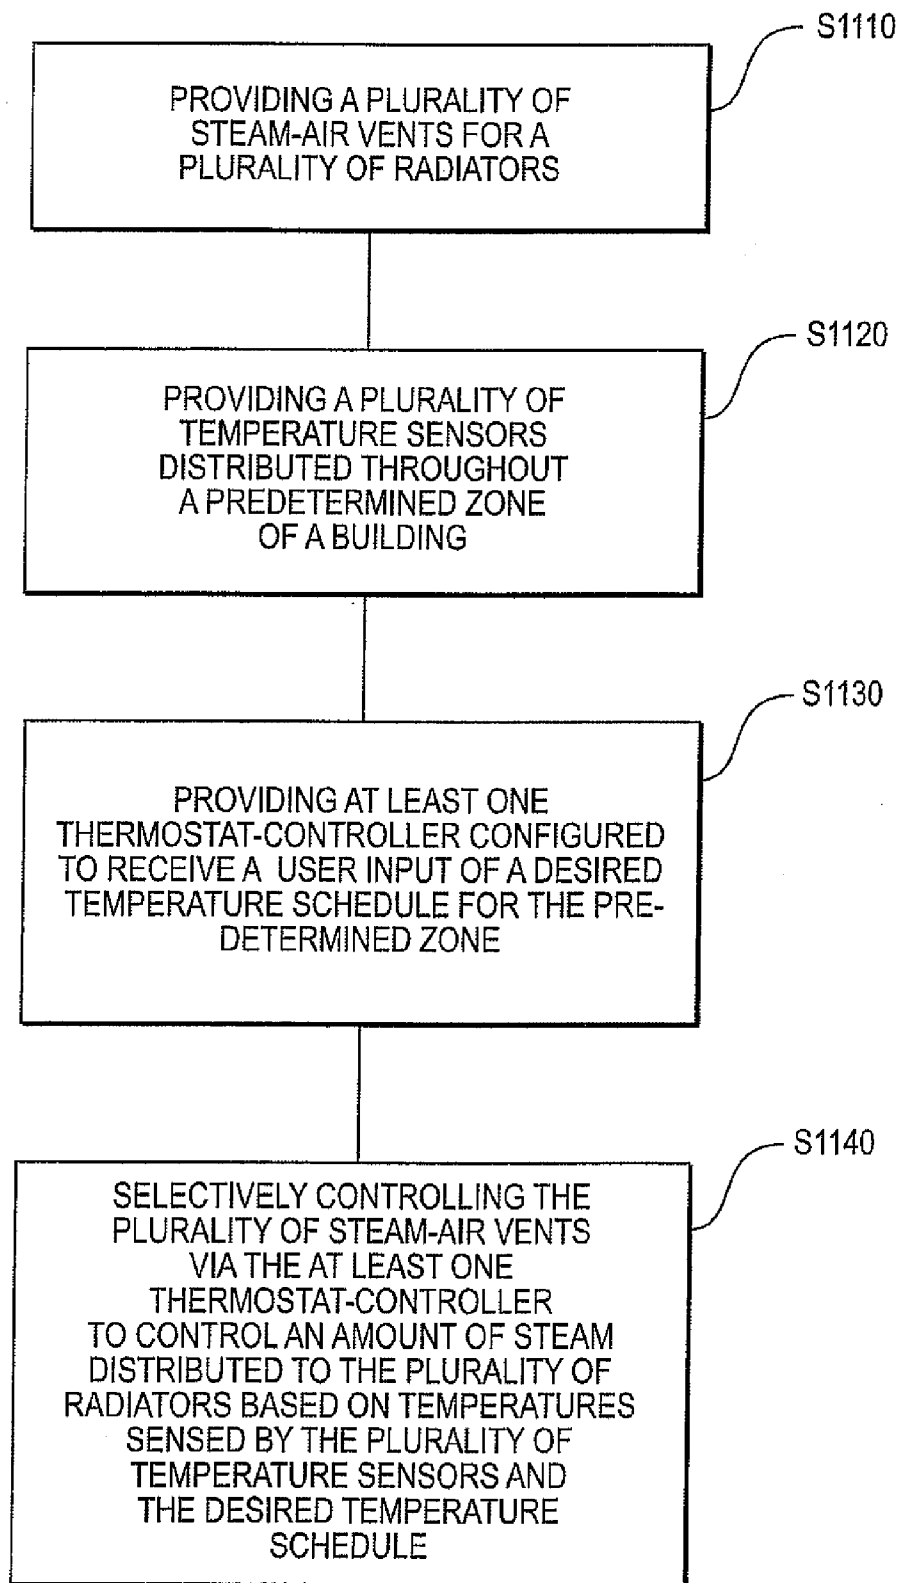 S1110
PROVIDING A PLURALITY OF
STEAM-AIR VENTS FOR A
PLURALITY OF RADIATORS
S1120
PROVIDING A PLURALITY OF
TEMPERATURE SENSORS
DISTRIBUTED THROUGHOUT
A PREDETERMINED ZONE
OF A BUILDING
S1130
PROVIDING AT LEAST ONE
THERMOSTAT-CONTROLLER CONFIGURED
TO RECEIVE A USER INPUT OF A DESIRED
TEMPERATURE SCHEDULE FOR THE PRE-
DETERMINED ZONE
S1140
SELECTIVELY CONTROLLING THE
PLURALITY OF STEAM-AIR VENTS
VIA THE AT LEAST ONE
THERMOSTAT-CONTROLLER
TO CONTROL AN AMOUNT OF STEAM
DISTRIBUTED TO THE PLURALITY OF
RADIATORS BASED ON TEMPERATURES
SENSED BY THE PLURALITY OF
TEMPERATURE SENSORS AND
THE DESIRED TEMPERATURE
SCHEDULE